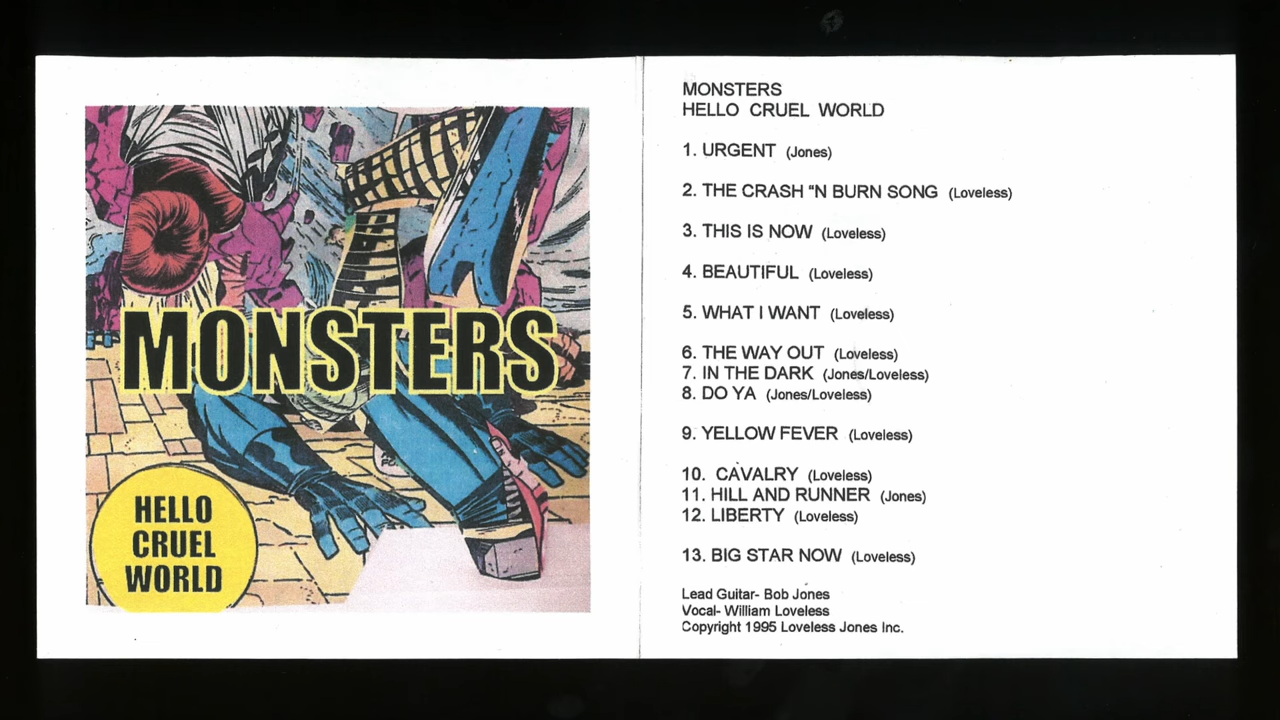 MONSTERS
HELLO
CRUEL
WORLD
MONSTERS
HELLO CRUEL WORLD
1. URGENT (Jones)
2. THE CRASH "N BURN SONG (Loveless)
3. THIS IS NOW (Loveless)
4. BEAUTIFUL (Loveless)
5. WHAT I WANT (Loveless)
6. THE WAY OUT (Loveless)
7. IN THE DARK (Jones/Loveless)
8. DO YA (Jones/Loveless)
9. YELLOW FEVER (Loveless)
10. CAVALRY (Loveless)
11. HILL AND RUNNER (Jones)
12. LIBERTY (Loveless)
13. BIG STAR NOW (Loveless)
Lead Guitar- Bob Jones
Vocal- William Loveless
Copyright 1995 Loveless Jones Inc.